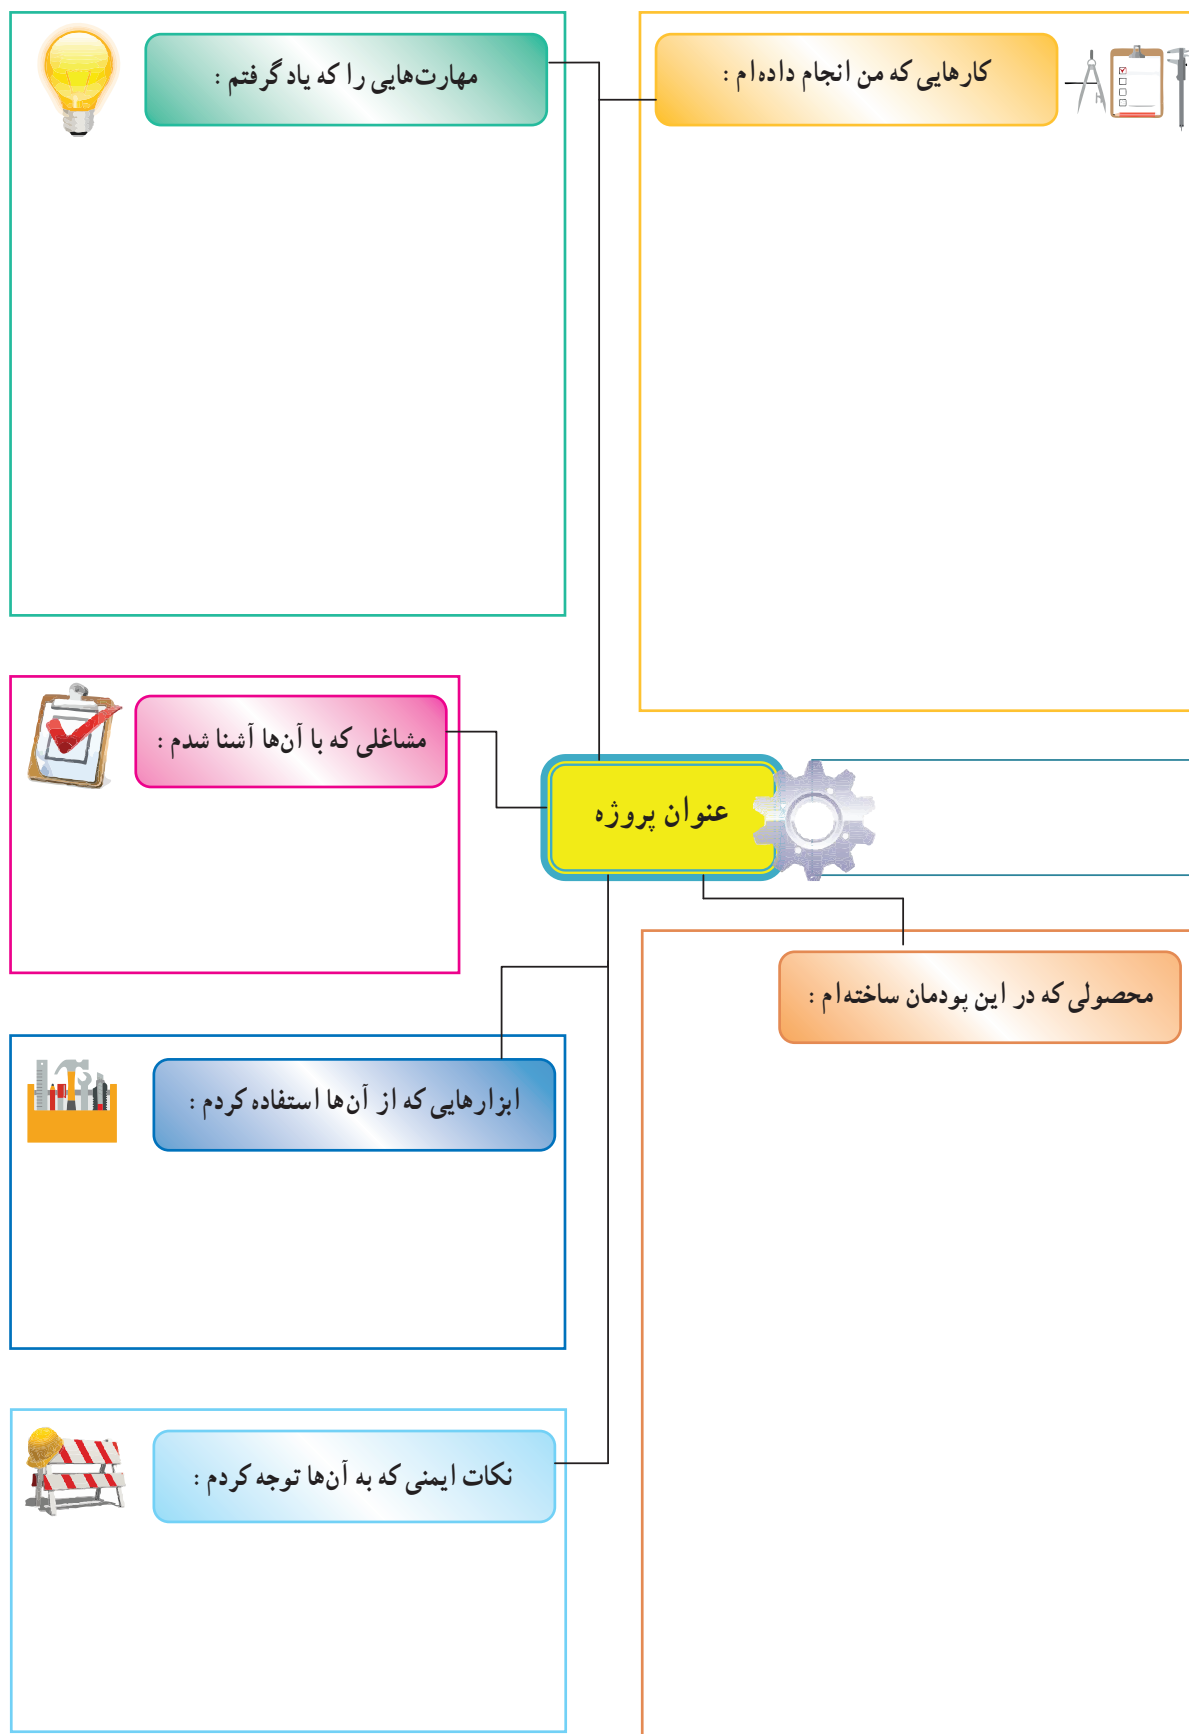 کارهایی که من انجام داده‌ام :
مهارت‌هایی را که یاد گرفتم :
مشاغلی که با آن‌ها آشنا شدم :
عنوان پروژه
محصولی که در این پودمان ساخته‌ام :
ابزارهایی که از آن‌ها استفاده کردم :
نکات ایمنی که به آن‌ها توجه کردم :